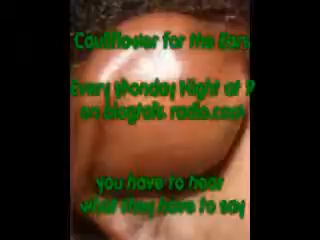 Cauliflower for the Ears
Every Monday Night at 9
on blogtalk radio.com
you have to hear
what they have to say